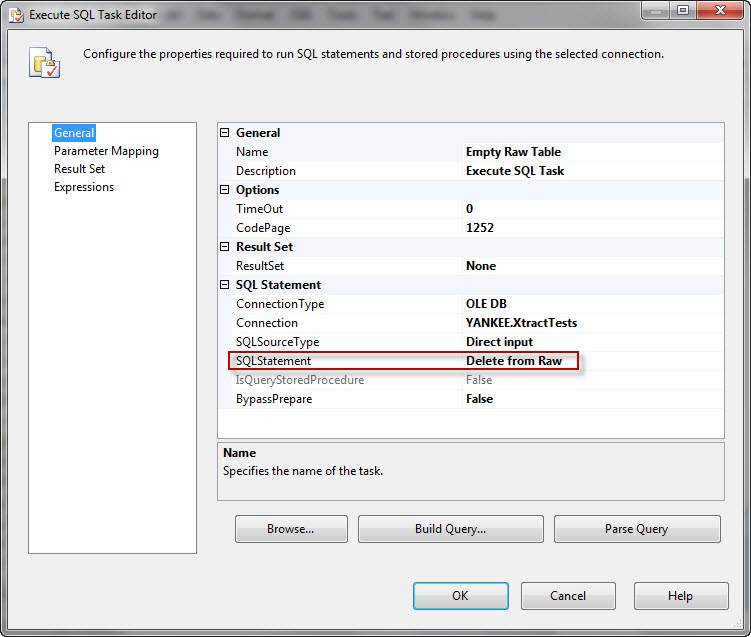 Execute SQL Task Editor
Configure the properties required to run SQL statements and stored procedures using the selected connection.
General
Parameter Mapping
Result Set
Expressions
General
Name Empty Raw Table
Description Execute SQL Task
Options
TimeOut 0
CodePage 1252
Result Set
ResultSet None
SQL Statement
ConnectionType OLE DB
Connection YANKEE.XtractTests
SQLSourceType Direct input
SQLStatement Delete from Raw
IsQueryStoredProcedure False
BypassPrepare False
Name
Specifies the name of the task.
Browse... Build Query... Parse Query
OK Cancel Help